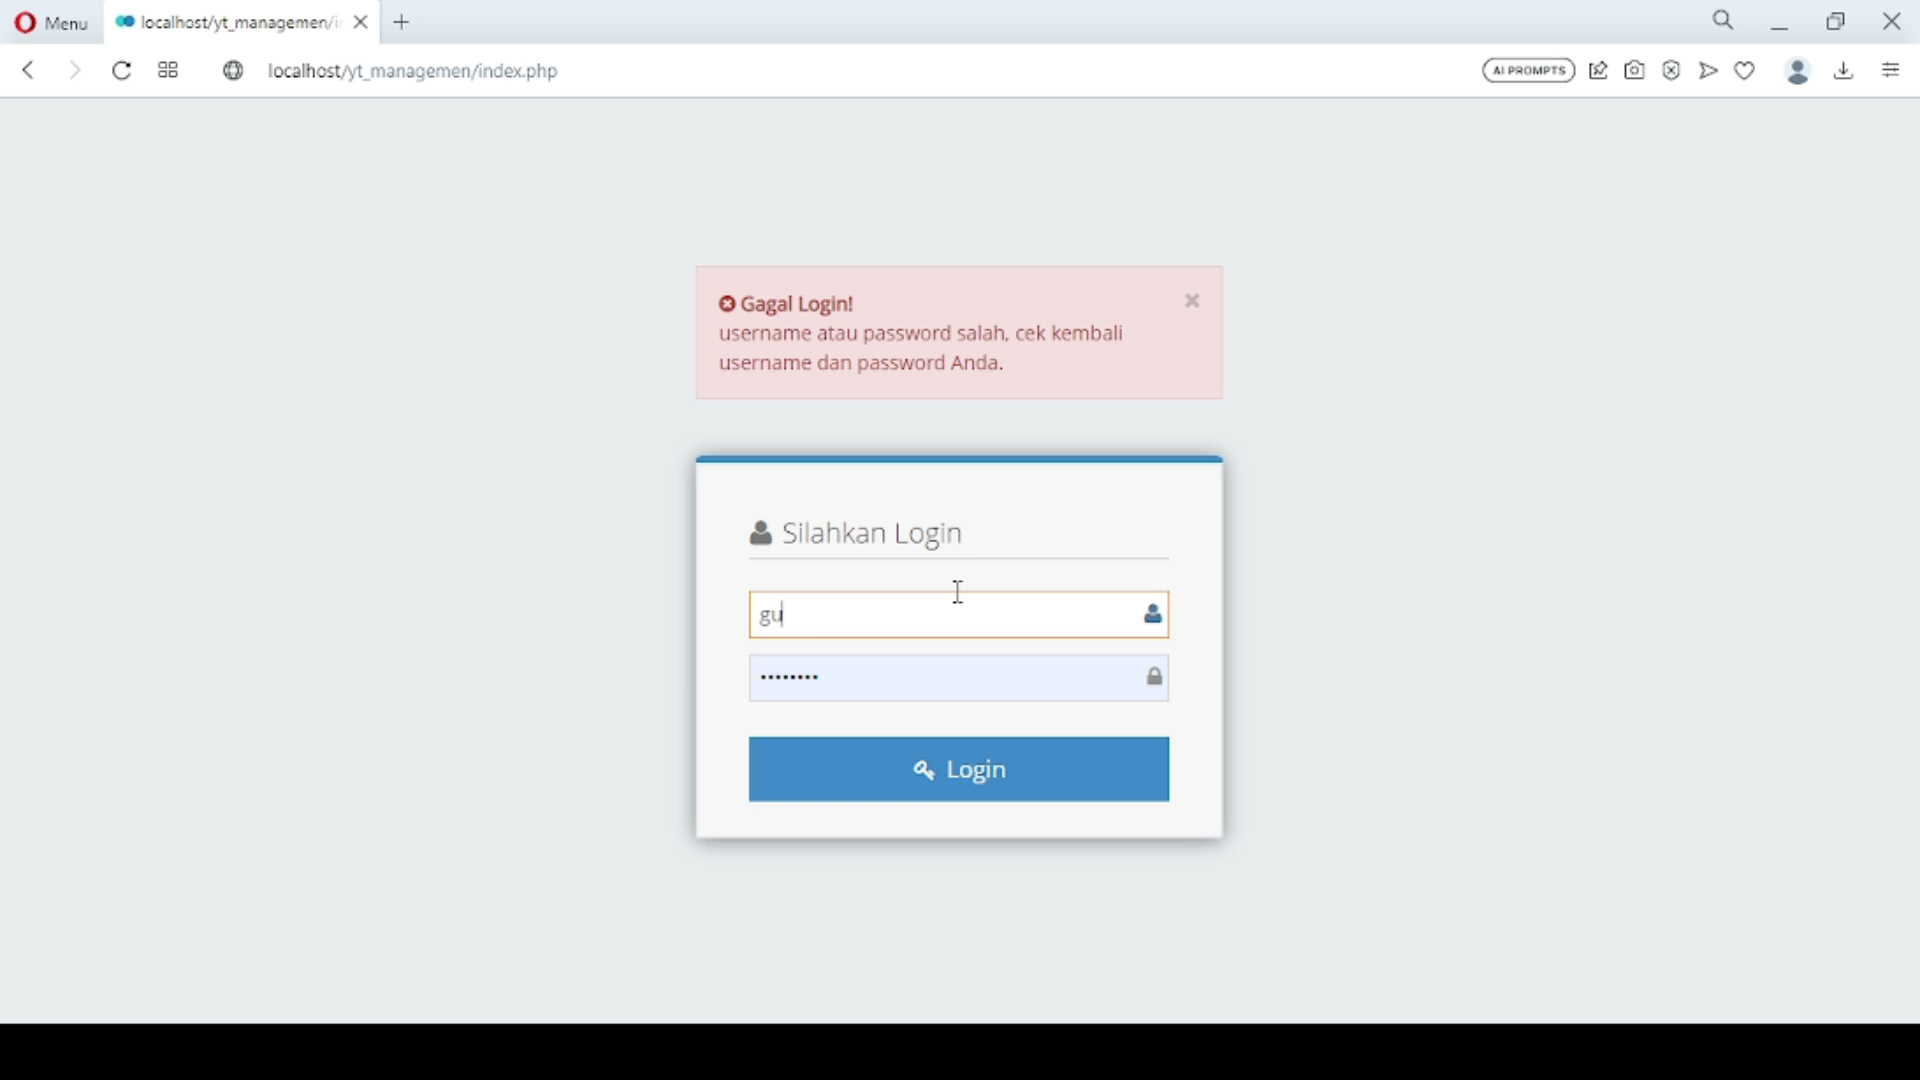 Menu
localhost/yt_managemen/i
localhost/yt_managemen/index.php
AI PROMPTS
Gagal Login!
username atau password salah, cek kembali
username dan password Anda.
Silahkan Login
gu
Login